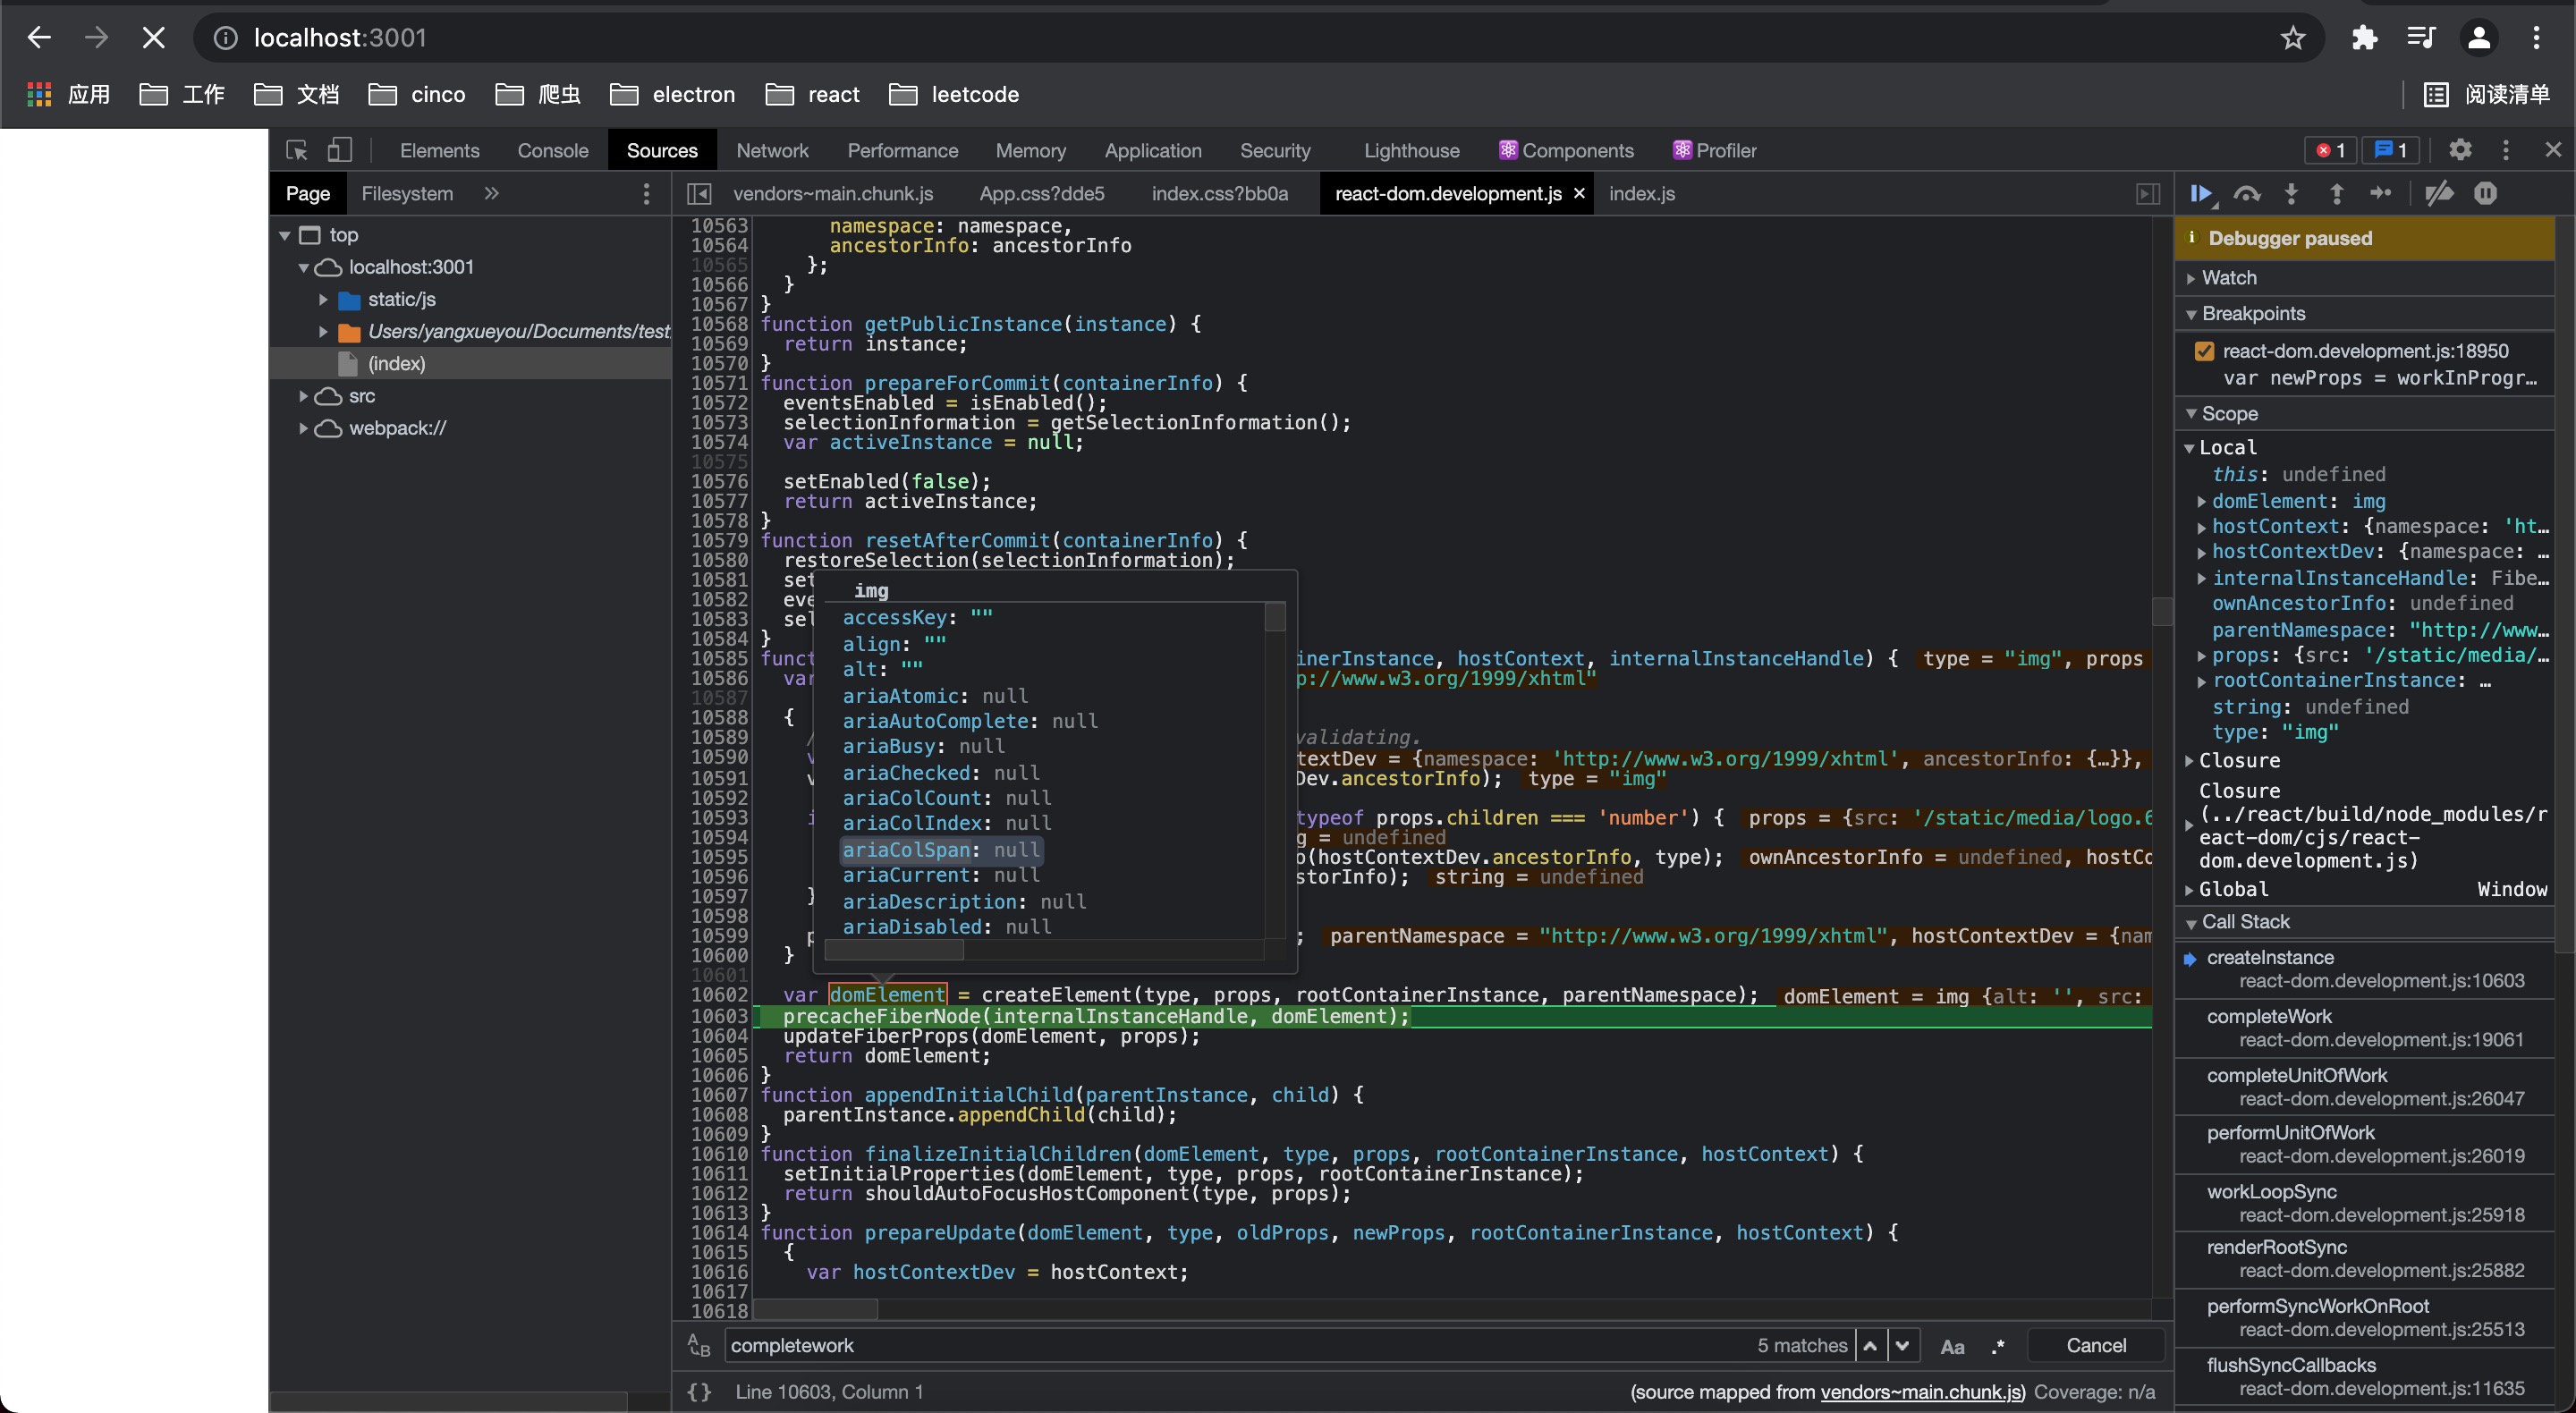 localhost:3001
应用 工作 文档 cinco 爬虫 electron react leetcode 阅读清单
Elements Console Sources Network Performance Memory Application Security Lighthouse Components Profiler 1 1
Page Filesystem »
vendors~main.chunk.js App.css?dde5 index.css?bb0a react-dom.development.js × index.js
top
localhost:3001
static/js
Users/yangxueyou/Documents/test
(index)
src
webpack://
10563 namespace: namespace,
10564 ancestorInfo: ancestorInfo
10565 };
10566 }
10567 }
10568 function getPublicInstance(instance) {
10569 return instance;
10570 }
10571 function prepareForCommit(containerInfo) {
10572 eventsEnabled = isEnabled();
10573 selectionInformation = getSelectionInformation();
10574 var activeInstance = null;
10575
10576 setEnabled(false);
10577 return activeInstance;
10578 }
10579 function resetAfterCommit(containerInfo) {
10580 restoreSelection(selectionInformation);
10581 set
10582 eve
10583 sel
10584 }
10585 funct inerInstance, hostContext, internalInstanceHandle) { type = "img", props
10586 var p://www.w3.org/1999/xhtml"
10587
10588 {
10589 / validating.
10590 v textDev = {namespace: 'http://www.w3.org/1999/xhtml', ancestorInfo: {…}},
10591 v Dev.ancestorInfo); type = "img"
10592
10593 i typeof props.children === 'number') { props = {src: '/static/media/logo.6
10594 g = undefined
10595 o(hostContextDev.ancestorInfo, type); ownAncestorInfo = undefined, hostCo
10596 storInfo); string = undefined
10597 }
10598
10599 p ; parentNamespace = "http://www.w3.org/1999/xhtml", hostContextDev = {nam
10600 }
10601
10602 var domElement = createElement(type, props, rootContainerInstance, parentNamespace); domElement = img {alt: '', src:
10603 precacheFiberNode(internalInstanceHandle, domElement);
10604 updateFiberProps(domElement, props);
10605 return domElement;
10606 }
10607 function appendInitialChild(parentInstance, child) {
10608 parentInstance.appendChild(child);
10609 }
10610 function finalizeInitialChildren(domElement, type, props, rootContainerInstance, hostContext) {
10611 setInitialProperties(domElement, type, props, rootContainerInstance);
10612 return shouldAutoFocusHostComponent(type, props);
10613 }
10614 function prepareUpdate(domElement, type, oldProps, newProps, rootContainerInstance, hostContext) {
10615 {
10616 var hostContextDev = hostContext;
10617
10618
img
accessKey: ""
align: ""
alt: ""
ariaAtomic: null
ariaAutoComplete: null
ariaBusy: null
ariaChecked: null
ariaColCount: null
ariaColIndex: null
ariaColSpan: null
ariaCurrent: null
ariaDescription: null
ariaDisabled: null
completework 5 matches Aa .* Cancel
{} Line 10603, Column 1 (source mapped from vendors~main.chunk.js) Coverage: n/a
Debugger paused
Watch
Breakpoints
react-dom.development.js:18950
var newProps = workInProgr…
Scope
Local
this: undefined
domElement: img
hostContext: {namespace: 'ht…
hostContextDev: {namespace: …
internalInstanceHandle: Fibe…
ownAncestorInfo: undefined
parentNamespace: "http://www…
props: {src: '/static/media/…
rootContainerInstance: …
string: undefined
type: "img"
Closure
Closure
(../react/build/node_modules/r
eact-dom/cjs/react-
dom.development.js)
Global Window
Call Stack
createInstance
react-dom.development.js:10603
completeWork
react-dom.development.js:19061
completeUnitOfWork
react-dom.development.js:26047
performUnitOfWork
react-dom.development.js:26019
workLoopSync
react-dom.development.js:25918
renderRootSync
react-dom.development.js:25882
performSyncWorkOnRoot
react-dom.development.js:25513
flushSyncCallbacks
react-dom.development.js:11635